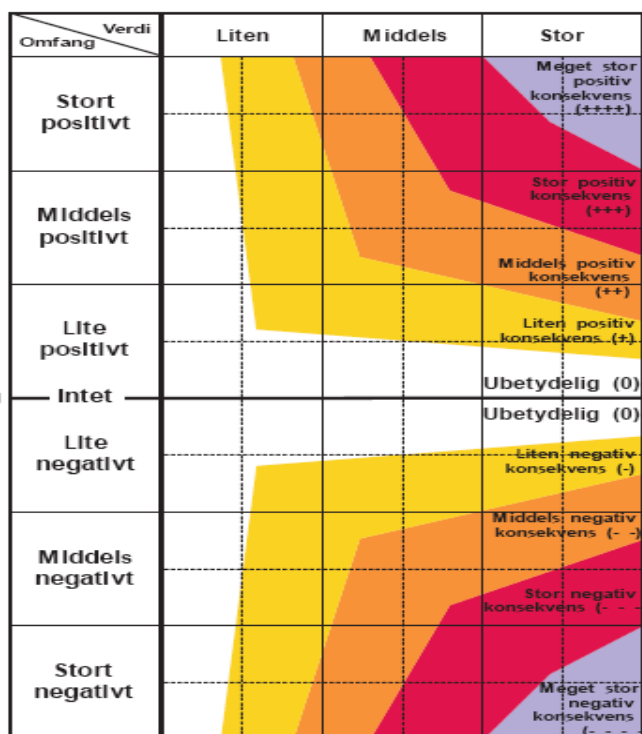 Verdi
Omfang
Liten
Middels
Stor
Stort
positivt
Meget stor
positiv
konsekvens
(++++)
Middels
positivt
Stor positiv
konsekvens
(+++)
Middels positiv
konsekvens
(++)
Lite
positivt
Liten positiv
konsekvens (+)
Ubetydelig (0)
Intet
Ubetydelig (0)
Lite
negativt
Liten negativ
konsekvens (-)
Middels
negativt
Middels negativ
konsekvens (- -)
Stor negativ
konsekvens (- - -
Stort
negativt
Meget stor
negativ
konsekvens
(- - -